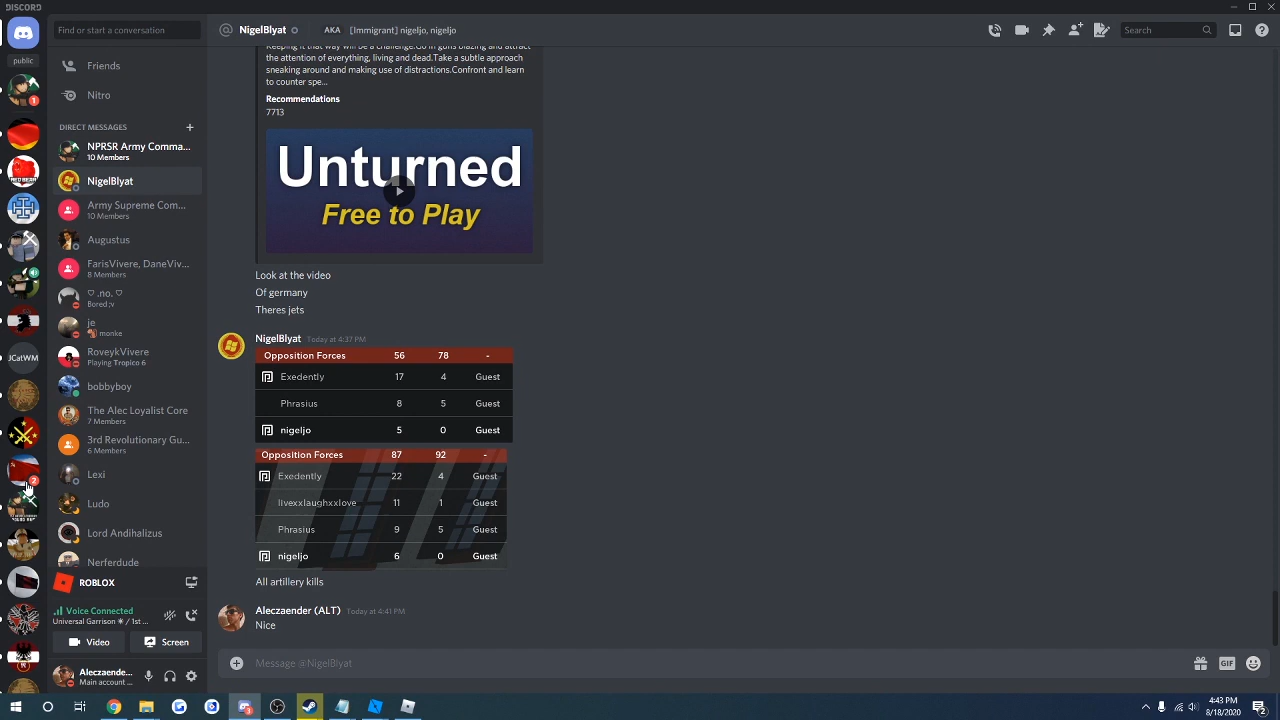 DISCORD
Find or start a conversation
NigelBlyat
AKA
[Immigrant] nigeljo, nigeljo
Search
public
1
Friends
Nitro
DIRECT MESSAGES
NPRSR Army Comma...
10 Members
NigelBlyat
Army Supreme Com...
10 Members
Augustus
FarisVivere, DaneViv...
8 Members
♡ .no. ♡
Bored ;v
je
monke
RoveykVivere
Playing Tropico 6
JCatWM
bobbyboy
The Alec Loyalist Core
7 Members
3rd Revolutionary Gu...
6 Members
Lexi
2
Ludo
Lord Andihalizus
Nerferdude
ROBLOX
Voice Connected
Universal Garrison ☀ / 1st ...
Video
Screen
Aleczaende...
Main account ...
Keeping it that way will be a challenge.Go in guns blazing and attract
the attention of everything, living and dead.Take a subtle approach
sneaking around and making use of distractions.Confront and learn
to counter spe...
Recommendations
7713
Unturned
Free to Play
Look at the video
Of germany
Theres jets
NigelBlyat Today at 4:37 PM
Opposition Forces 56 78 -
Exedently 17 4 Guest
Phrasius 8 5 Guest
nigeljo 5 0 Guest
Opposition Forces 87 92 -
Exedently 22 4 Guest
livexxlaughxxlove 11 1 Guest
Phrasius 9 5 Guest
nigeljo 6 0 Guest
All artillery kills
Aleczaender (ALT) Today at 4:41 PM
Nice
Message @NigelBlyat
GIF
3
4:43 PM
8/18/2020
2